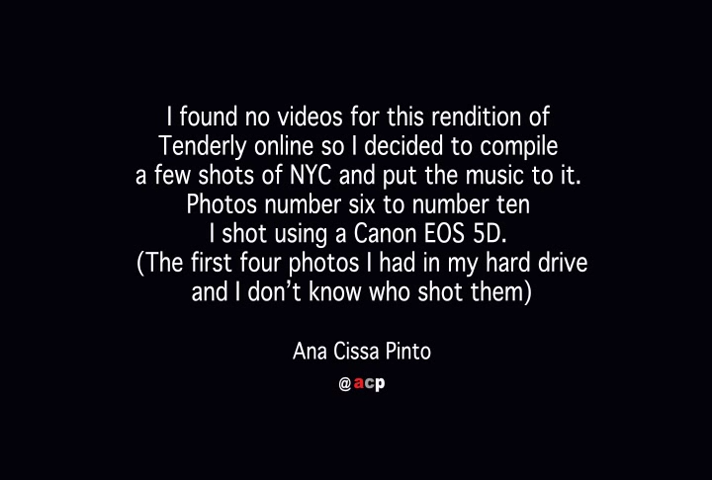 I found no videos for this rendition of
Tenderly online so I decided to compile
a few shots of NYC and put the music to it.
Photos number six to number ten
I shot using a Canon EOS 5D.
(The first four photos I had in my hard drive
and I don’t know who shot them)
Ana Cissa Pinto
@acp